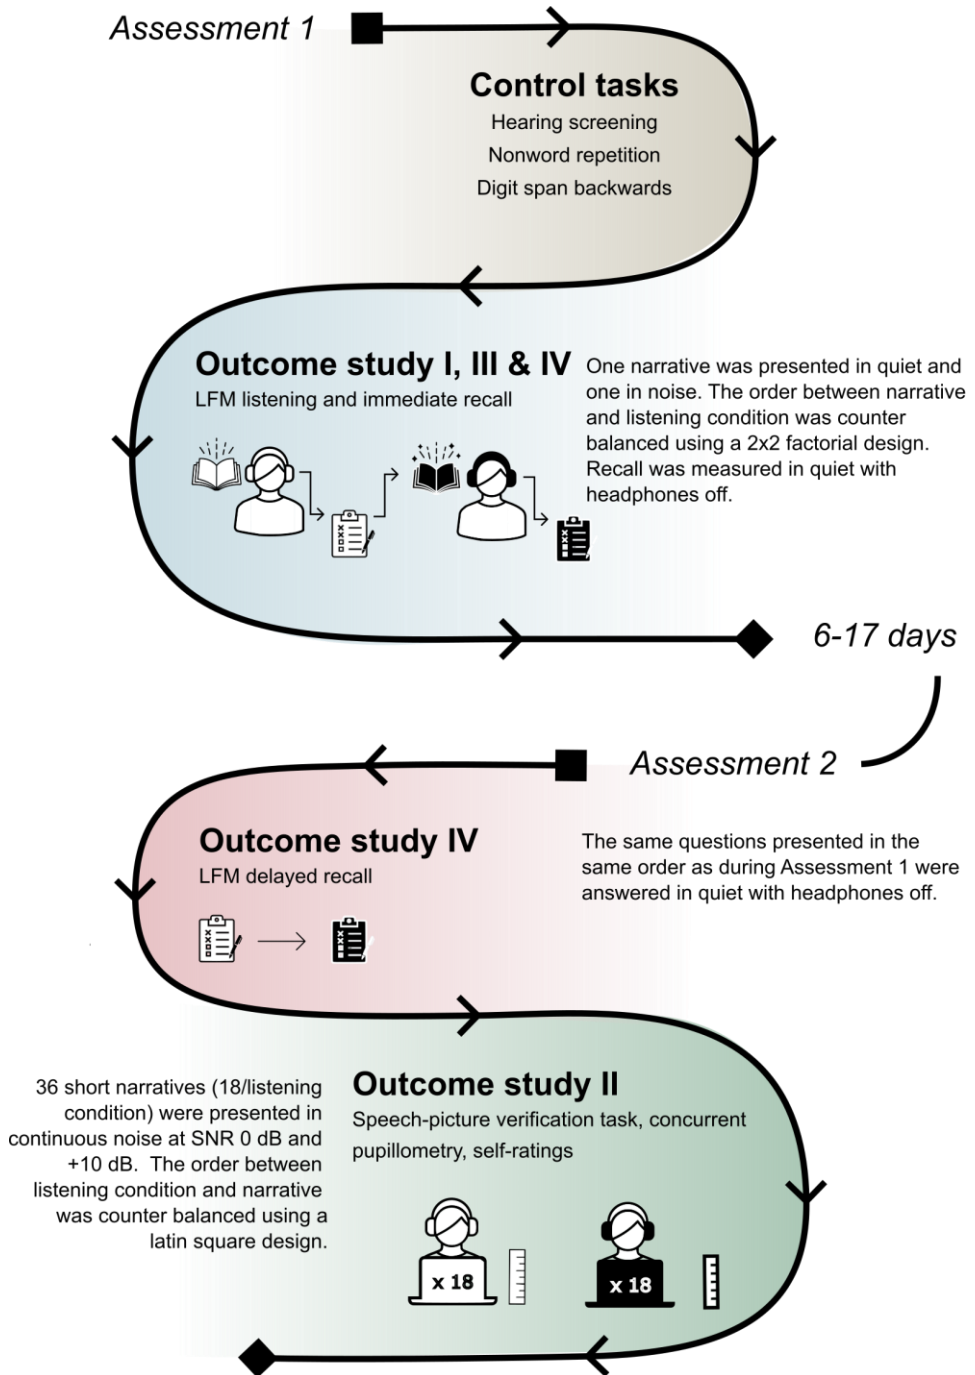 Assessment 1
Control tasks
Hearing screening
Nonword repetition
Digit span backwards
Outcome study I, III & IV
LFM listening and immediate recall
One narrative was presented in quiet and
one in noise. The order between narrative
and listening condition was counter
balanced using a 2x2 factorial design.
Recall was measured in quiet with
headphones off.
6-17 days
Assessment 2
Outcome study IV
LFM delayed recall
The same questions presented in the
same order as during Assessment 1 were
answered in quiet with headphones off.
36 short narratives (18/listening
condition) were presented in
continuous noise at SNR 0 dB and
+10 dB. The order between
listening condition and narrative
was counter balanced using a
latin square design.
Outcome study II
Speech-picture verification task, concurrent
pupillometry, self-ratings
x 18
x 18